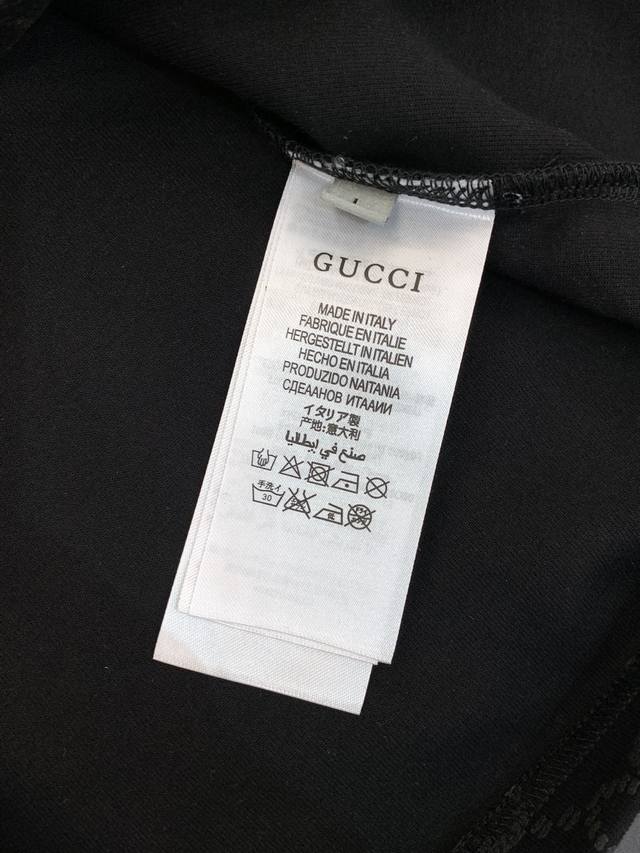 GUCCI
MADE IN ITALY
FABRIQUE EN ITALIE
HERGESTELLT IN ITALIEN
HECHO EN ITALIA
PRODUZIDO NAITANIA
СДЕААНОВ ИТААИИ
イタリア製
产地:意大利
صنع في إيطاليا
手洗イ
30